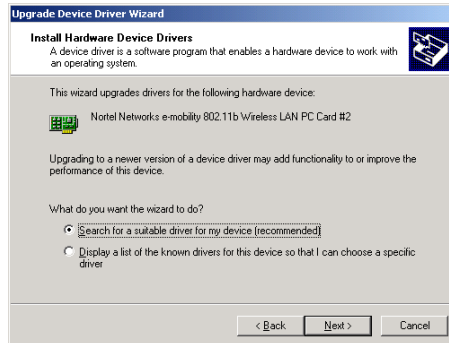 Upgrade Device Driver Wizard
Install Hardware Device Drivers
A device driver is a software program that enables a hardware device to work with
an operating system.
This wizard upgrades drivers for the following hardware device:
Nortel Networks e-mobility 802.11b Wireless LAN PC Card #2
Upgrading to a newer version of a device driver may add functionality to or improve the
performance of this device.
What do you want the wizard to do?
Search for a suitable driver for my device (recommended)
Display a list of the known drivers for this device so that I can choose a specific
driver
< Back Next > Cancel